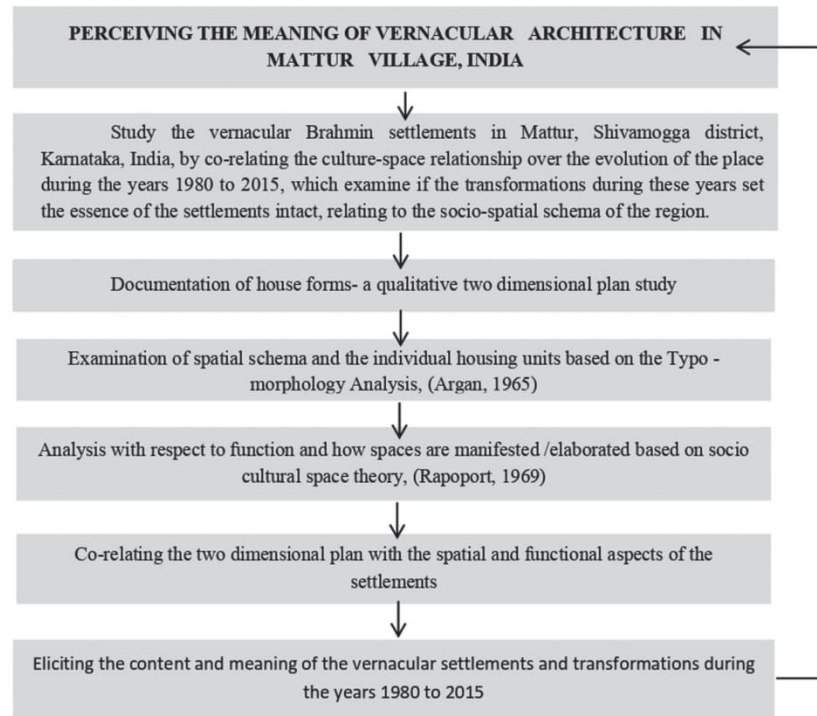 PERCEIVING THE MEANING OF VERNACULAR ARCHITECTURE IN
MATTUR VILLAGE, INDIA
Study the vernacular Brahmin settlements in Mattur, Shivamogga district,
Karnataka, India, by co-relating the culture-space relationship over the evolution of the place
during the years 1980 to 2015, which examine if the transformations during these years set
the essence of the settlements intact, relating to the socio-spatial schema of the region.
Documentation of house forms- a qualitative two dimensional plan study
Examination of spatial schema and the individual housing units based on the Typo -
morphology Analysis, (Argan, 1965)
Analysis with respect to function and how spaces are manifested /elaborated based on socio
cultural space theory, (Rapoport, 1969)
Co-relating the two dimensional plan with the spatial and functional aspects of the
settlements
Eliciting the content and meaning of the vernacular settlements and transformations during
the years 1980 to 2015